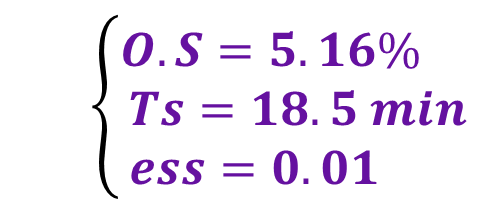 O.S = 5.16%
Ts = 18.5 min
ess = 0.01